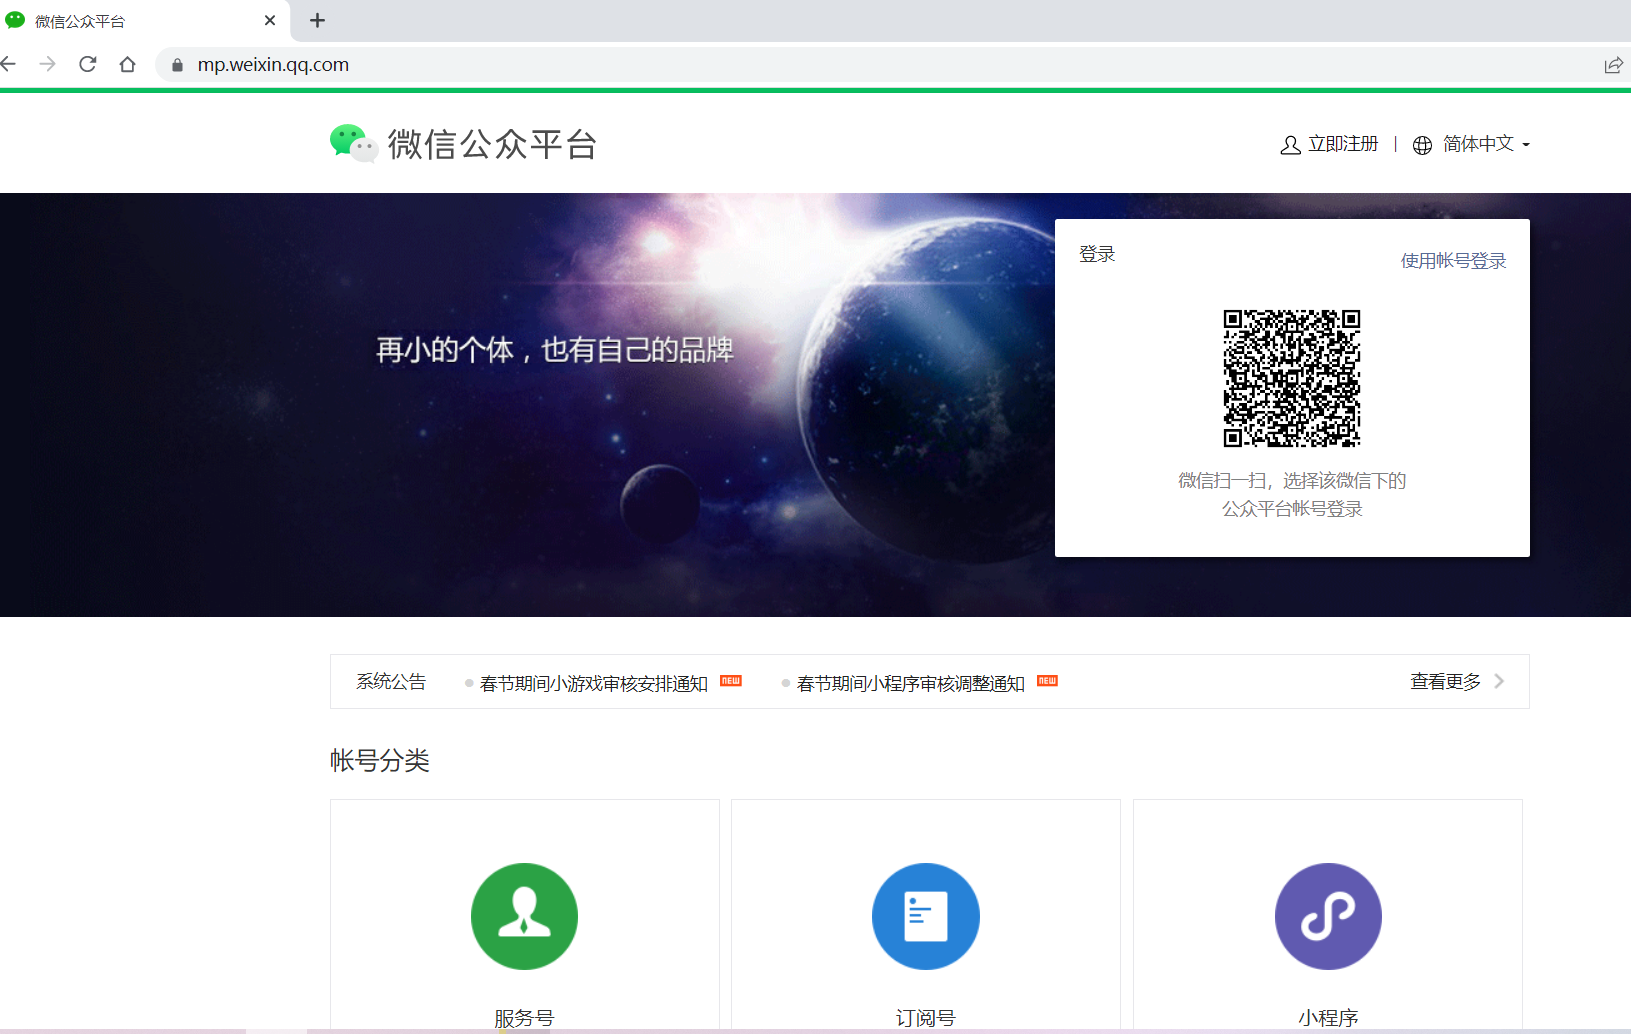 微信公众平台
mp.weixin.qq.com
微信公众平台
立即注册
简体中文
登录
使用帐号登录
再小的个体，也有自己的品牌
微信扫一扫，选择该微信下的
公众平台帐号登录
系统公告
春节期间小游戏审核安排通知 NEW
春节期间小程序审核调整通知 NEW
查看更多
帐号分类
服务号
订阅号
小程序